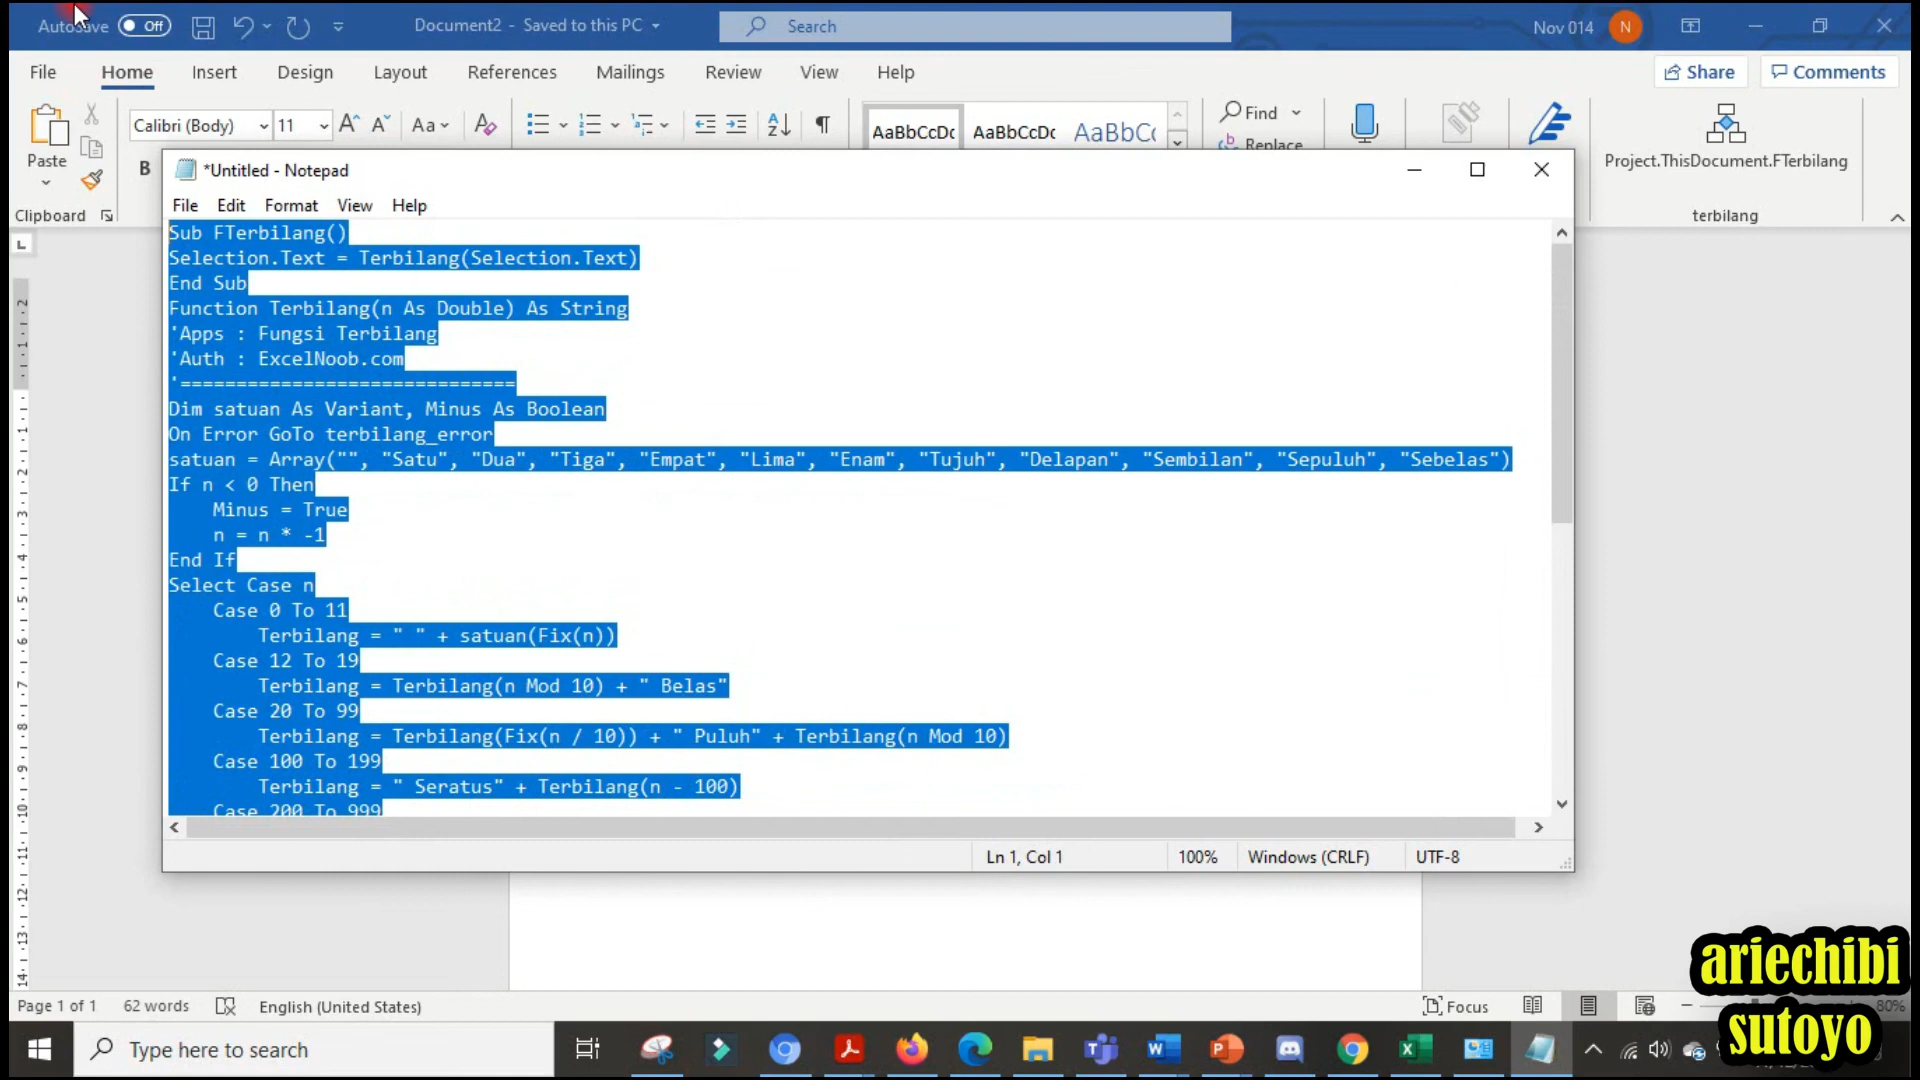 AutoSave Off Document2 - Saved to this PC Search Nov 014 N
File Home Insert Design Layout References Mailings Review View Help Share Comments
Paste Calibri (Body) 11 Aa AaBbCcDc AaBbCcDc AaBbCc Find Project.ThisDocument.FTerbilang
B Replace
Clipboard terbilang
*Untitled - Notepad
File Edit Format View Help
Sub FTerbilang()
Selection.Text = Terbilang(Selection.Text)
End Sub
Function Terbilang(n As Double) As String
'Apps : Fungsi Terbilang
'Auth : ExcelNoob.com
'==============================
Dim satuan As Variant, Minus As Boolean
On Error GoTo terbilang_error
satuan = Array("", "Satu", "Dua", "Tiga", "Empat", "Lima", "Enam", "Tujuh", "Delapan", "Sembilan", "Sepuluh", "Sebelas")
If n < 0 Then
Minus = True
n = n * -1
End If
Select Case n
Case 0 To 11
Terbilang = " " + satuan(Fix(n))
Case 12 To 19
Terbilang = Terbilang(n Mod 10) + " Belas"
Case 20 To 99
Terbilang = Terbilang(Fix(n / 10)) + " Puluh" + Terbilang(n Mod 10)
Case 100 To 199
Terbilang = " Seratus" + Terbilang(n - 100)
Case 200 To 999
Ln 1, Col 1 100% Windows (CRLF) UTF-8
Page 1 of 1 62 words English (United States) Focus 80%
Type here to search
ariechibi
sutoyo